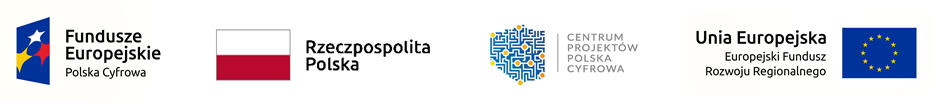 Fundusze
Europejskie
Polska Cyfrowa
Rzeczpospolita
Polska
CENTRUM
PROJEKTÓW
POLSKA
CYFROWA
Unia Europejska
Europejski Fundusz
Rozwoju Regionalnego